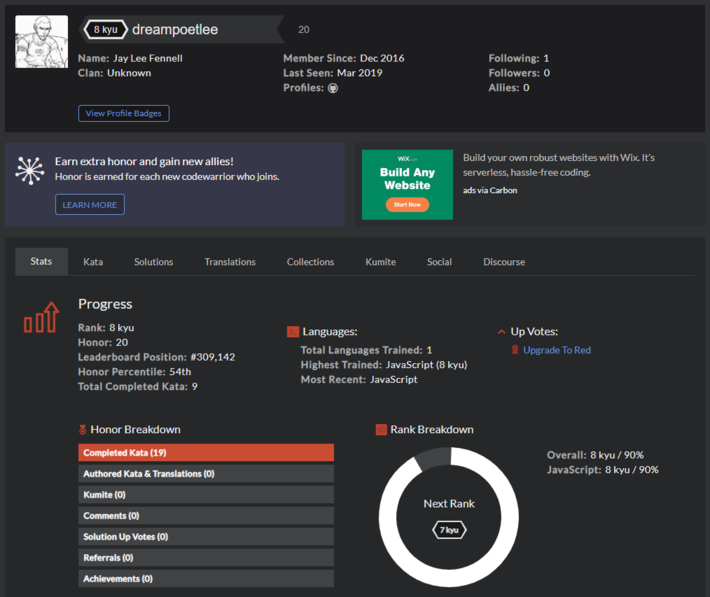 8 kyu dreampoetlee 20
Name: Jay Lee Fennell
Clan: Unknown
Member Since: Dec 2016
Last Seen: Mar 2019
Profiles:
Following: 1
Followers: 0
Allies: 0
View Profile Badges
Earn extra honor and gain new allies!
Honor is earned for each new codewarrior who joins.
LEARN MORE
WiX.com
Build Any
Website
Start Now
Build your own robust websites with Wix. It's
serverless, hassle-free coding.
ads via Carbon
Stats Kata Solutions Translations Collections Kumite Social Discourse
Progress
Rank: 8 kyu
Honor: 20
Leaderboard Position: #309,142
Honor Percentile: 54th
Total Completed Kata: 9
Languages:
Total Languages Trained: 1
Highest Trained: JavaScript (8 kyu)
Most Recent: JavaScript
Up Votes:
Upgrade To Red
Honor Breakdown
Completed Kata (19)
Authored Kata & Translations (0)
Kumite (0)
Comments (0)
Solution Up Votes (0)
Referrals (0)
Achievements (0)
Rank Breakdown
Next Rank
7 kyu
Overall: 8 kyu / 90%
JavaScript: 8 kyu / 90%